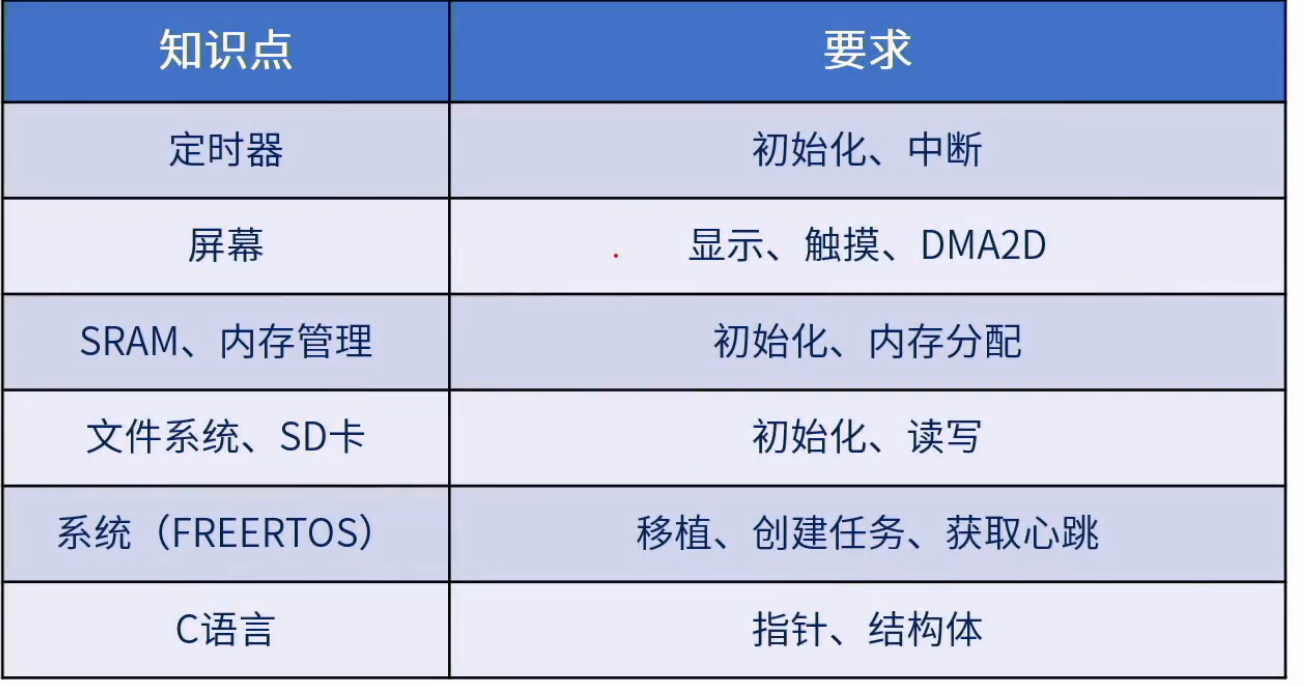 知识点 要求
定时器 初始化、中断
屏幕 显示、触摸、DMA2D
SRAM、内存管理 初始化、内存分配
文件系统、SD卡 初始化、读写
系统（FREERTOS） 移植、创建任务、获取心跳
C语言 指针、结构体